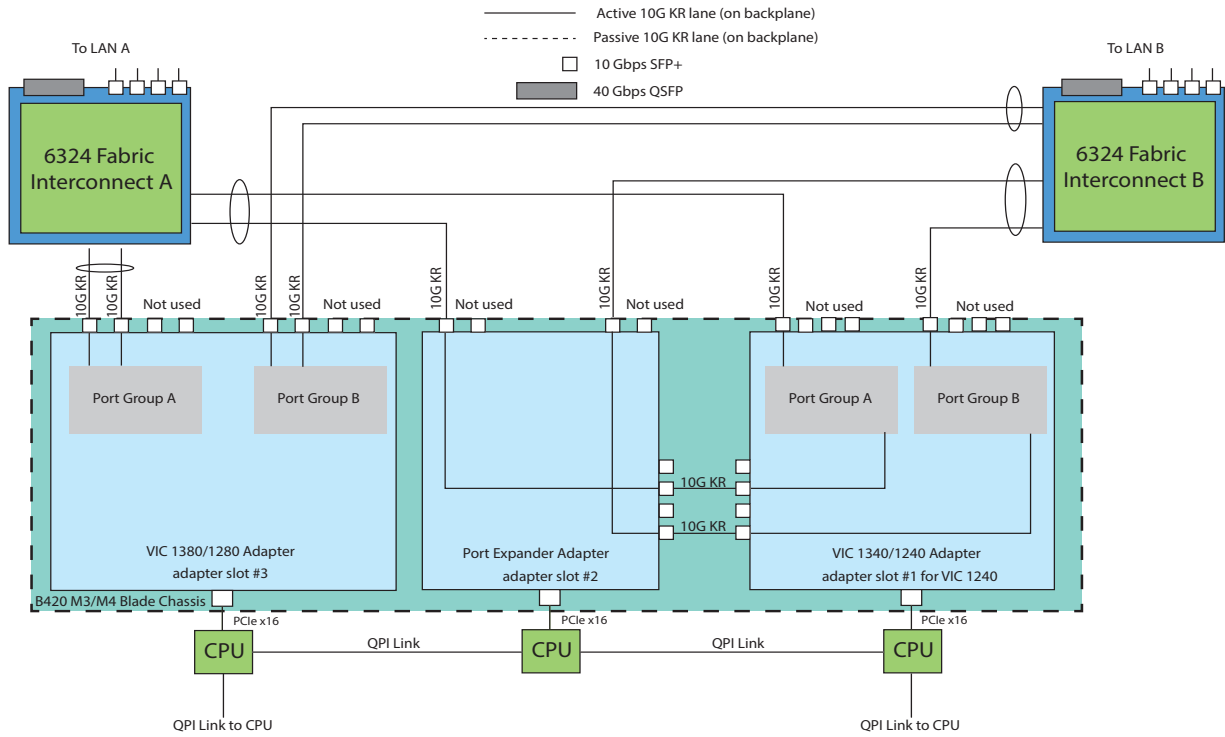 Active 10G KR lane (on backplane)
Passive 10G KR lane (on backplane)
10 Gbps SFP+
40 Gbps QSFP
To LAN A
To LAN B
6324 Fabric
Interconnect A
6324 Fabric
Interconnect B
10G KR
10G KR
Not used
10G KR
10G KR
Not used
10G KR
Not used
10G KR
Not used
10G KR
Not used
10G KR
Not used
Port Group A
Port Group B
Port Group A
Port Group B
10G KR
10G KR
VIC 1380/1280 Adapter
adapter slot #3
Port Expander Adapter
adapter slot #2
VIC 1340/1240 Adapter
adapter slot #1 for VIC 1240
B420 M3/M4 Blade Chassis
PCIe x16
PCIe x16
PCIe x16
CPU
QPI Link
CPU
QPI Link
CPU
QPI Link to CPU
QPI Link to CPU